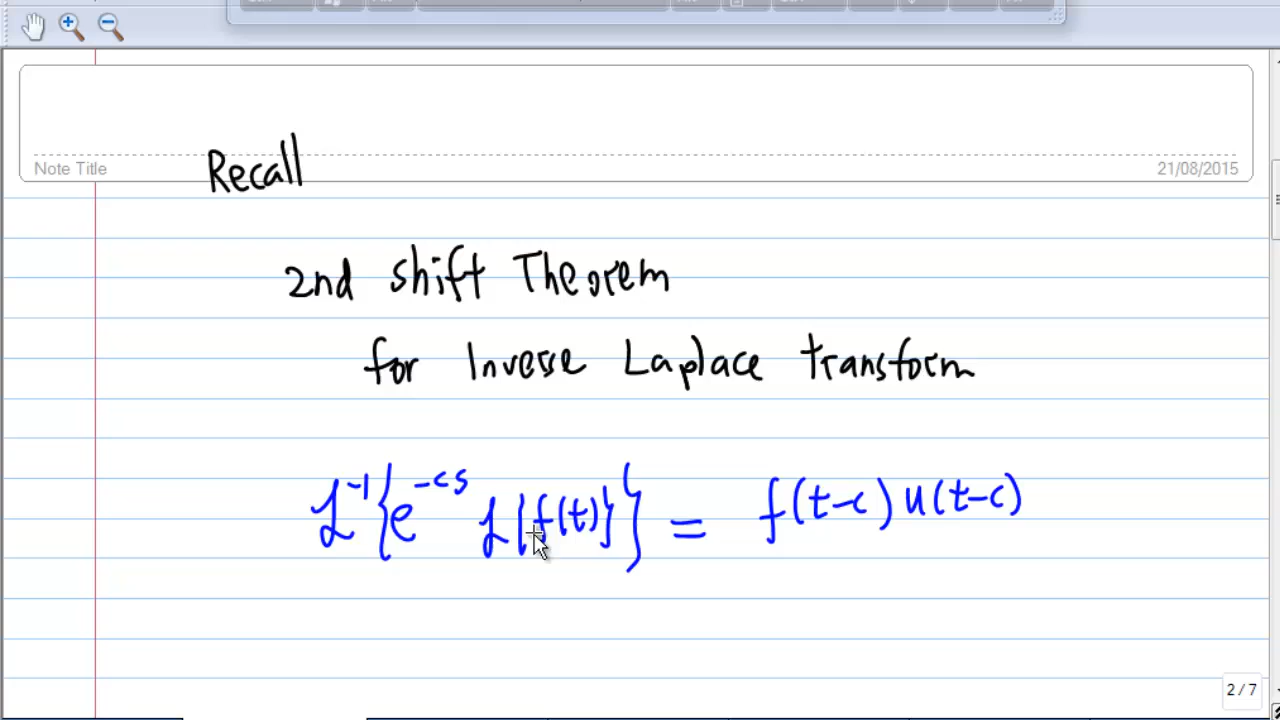 Recall
Note Title
21/08/2015
2nd shift Theorem
for Inverse Laplace transform
ℒ⁻¹{e⁻ᶜˢ ℒ{f(t)}} = f(t-c) u(t-c)
2 / 7